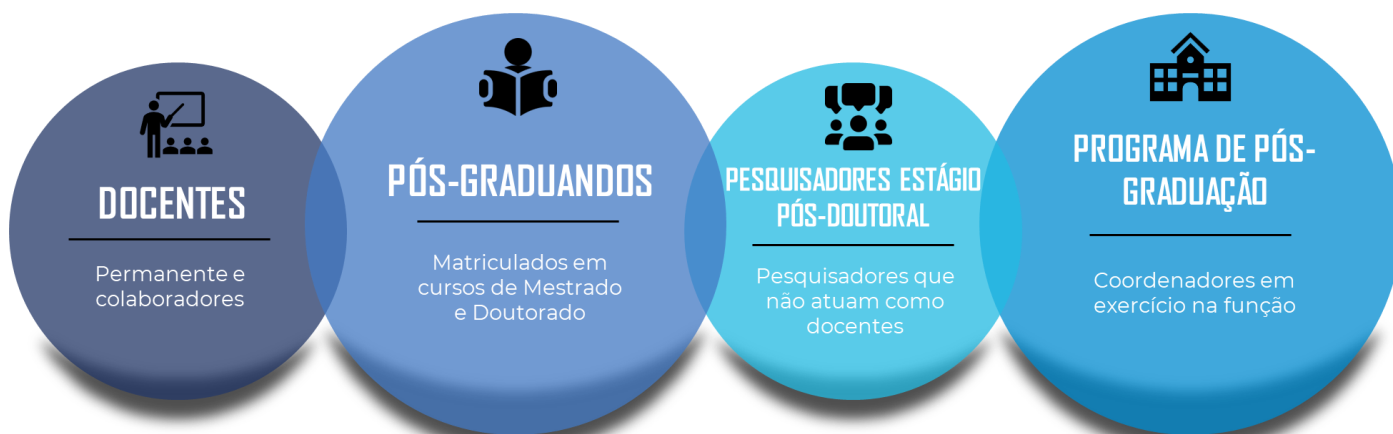 DOCENTES
Permanente e
colaboradores
PÓS-GRADUANDOS
Matriculados em
cursos de Mestrado
e Doutorado
PESQUISADORES ESTÁGIO
PÓS-DOUTORAL
Pesquisadores que
não atuam como
docentes
PROGRAMA DE PÓS-
GRADUAÇÃO
Coordenadores em
exercício na função